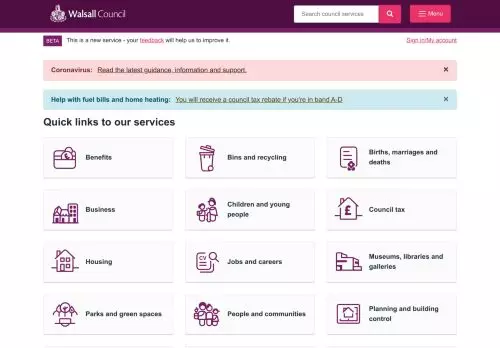 Walsall Council
Search council services
Menu
BETA
This is a new service - your feedback will help us to improve it.
Sign in/My account
Coronavirus: Read the latest guidance, information and support.
×
Help with fuel bills and home heating: You will receive a council tax rebate if you're in band A-D
×
Quick links to our services
Benefits
Bins and recycling
Births, marriages and
deaths
Business
Children and young
people
Council tax
£
Housing
CV
Jobs and careers
Museums, libraries and
galleries
Parks and green spaces
People and communities
Planning and building
control